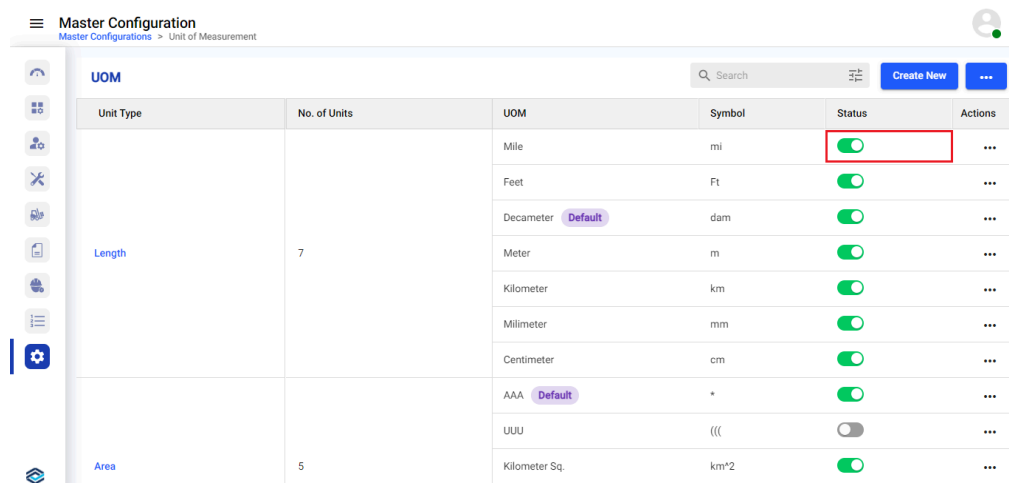 Master Configuration
Master Configurations > Unit of Measurement
UOM
Search
Create New
...
Unit Type No. of Units UOM Symbol Status Actions
Mile mi
Feet Ft
Decameter Default dam
Length 7 Meter m
Kilometer km
Milimeter mm
Centimeter cm
AAA Default *
UUU (((
Area 5 Kilometer Sq. km^2